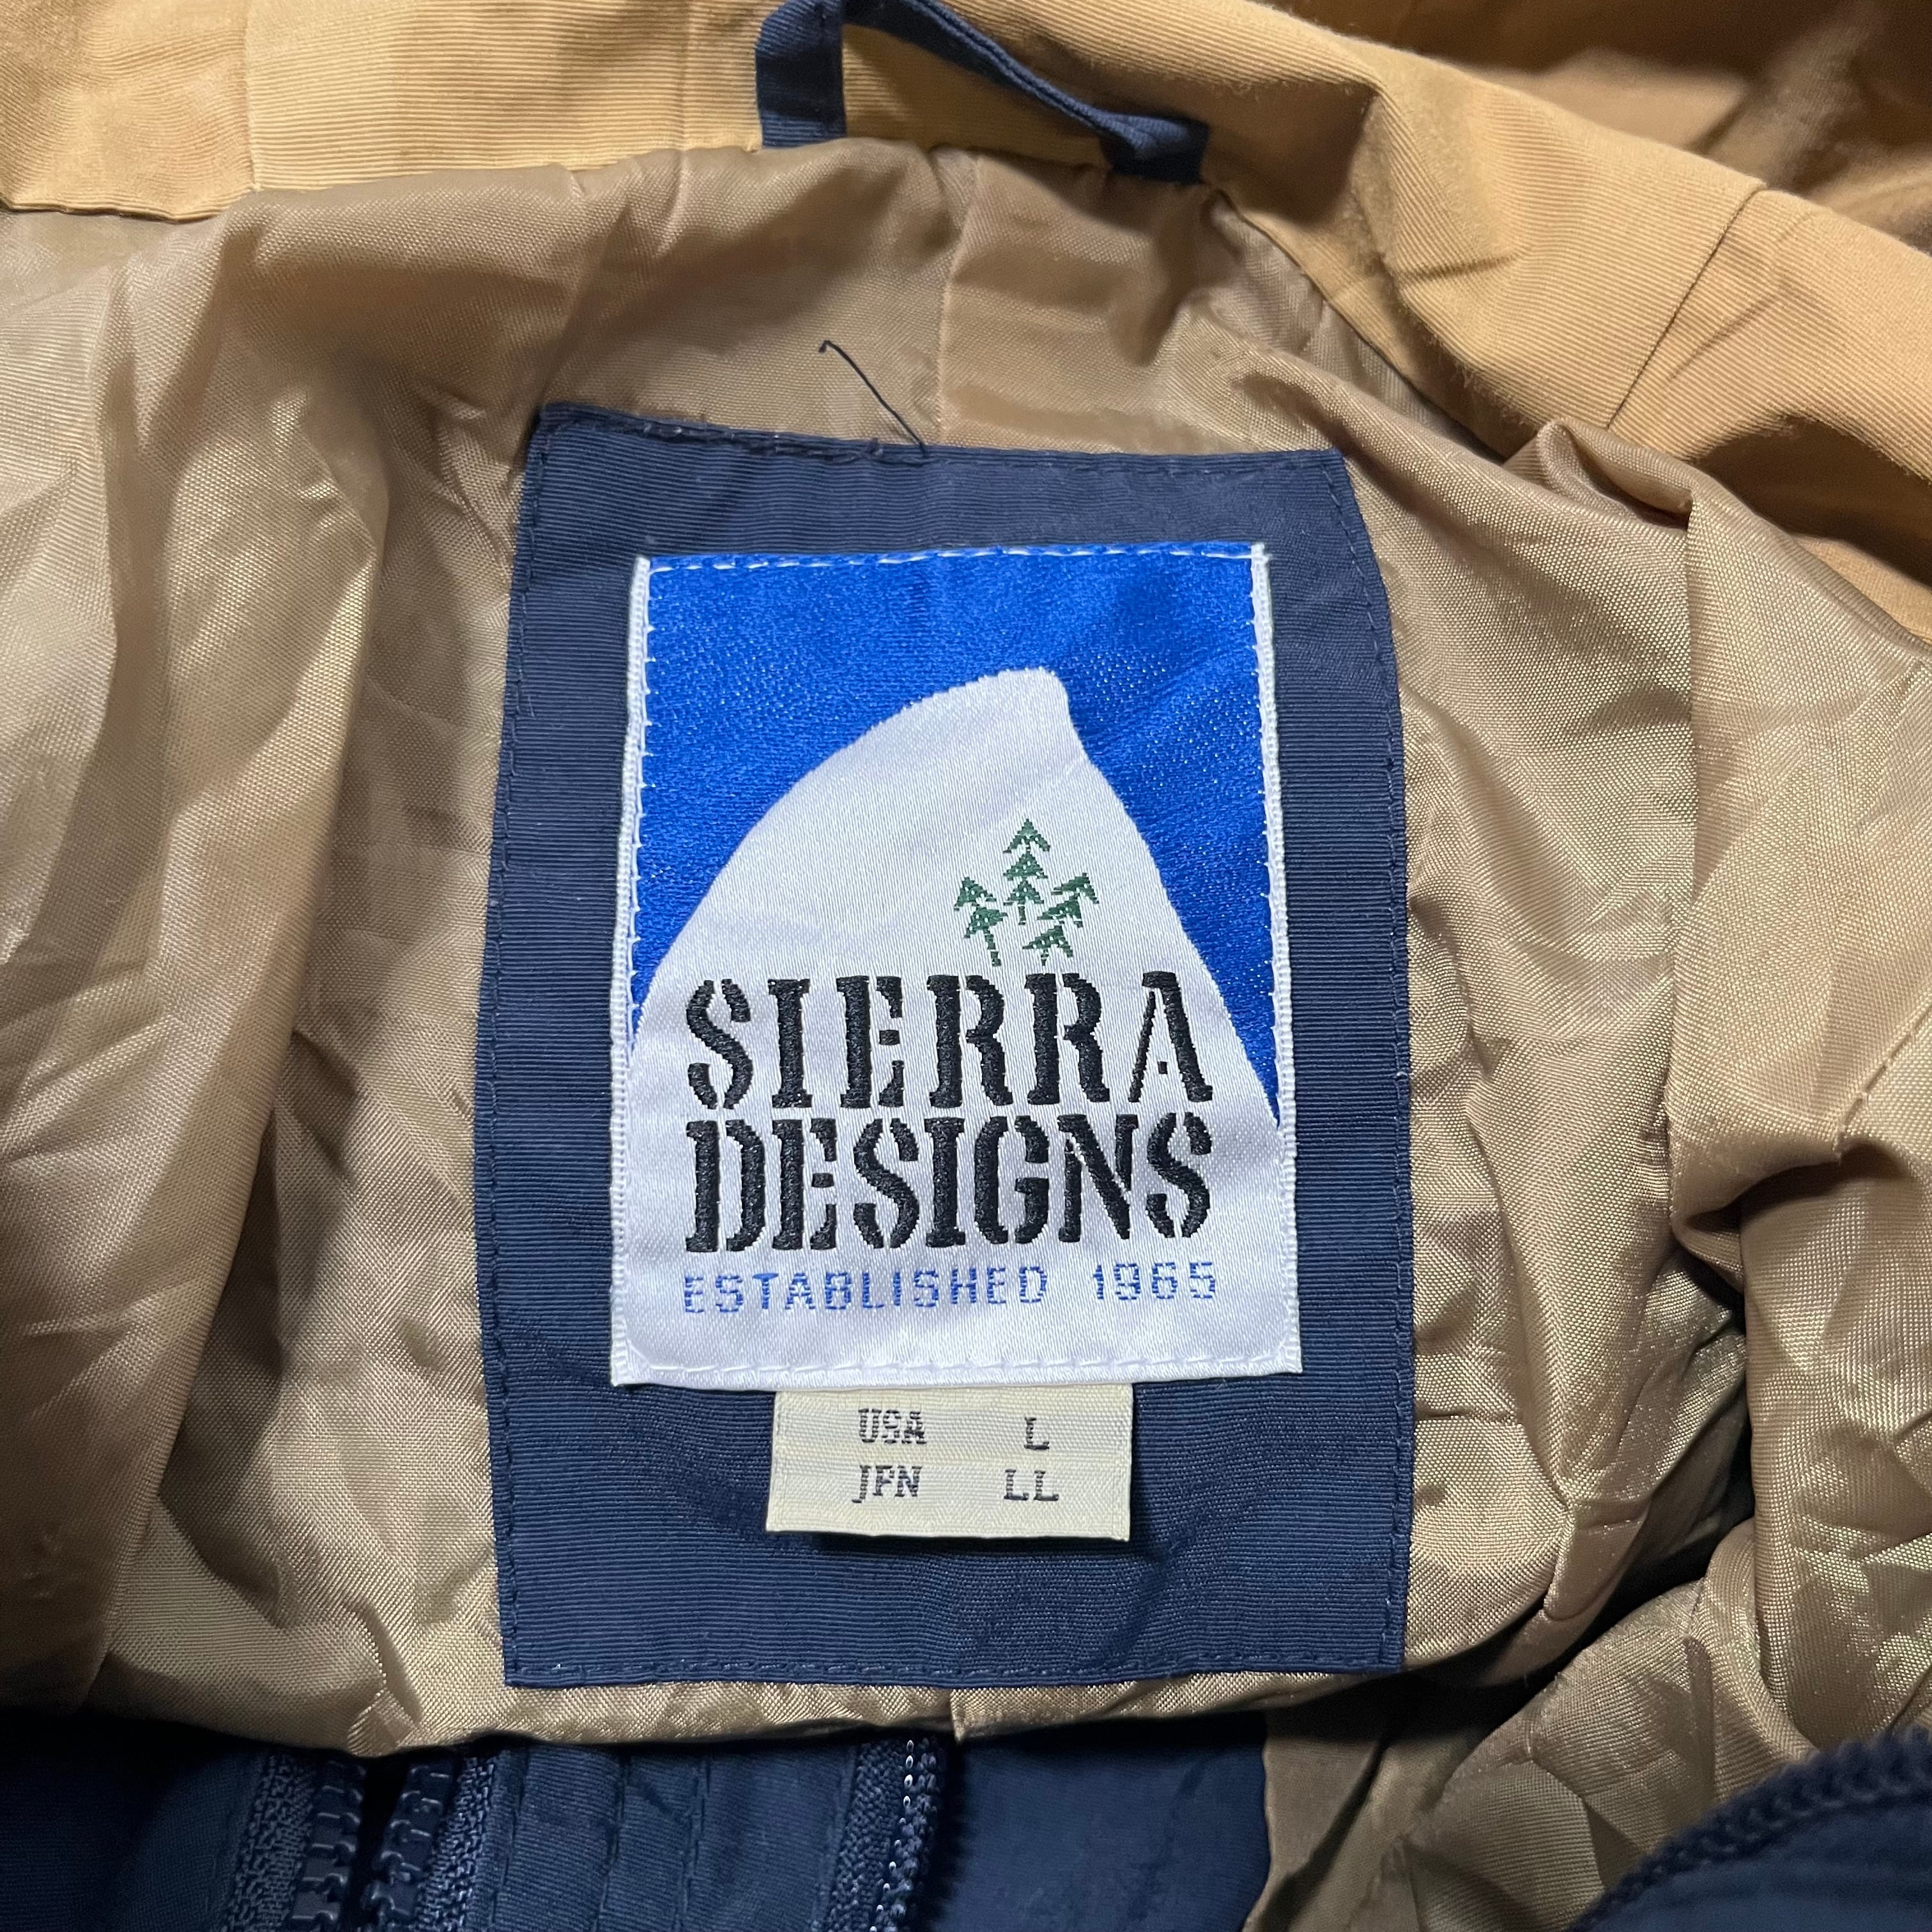 SIERRA
DESIGNS
ESTABLISHED 1965
USA L
JPN LL